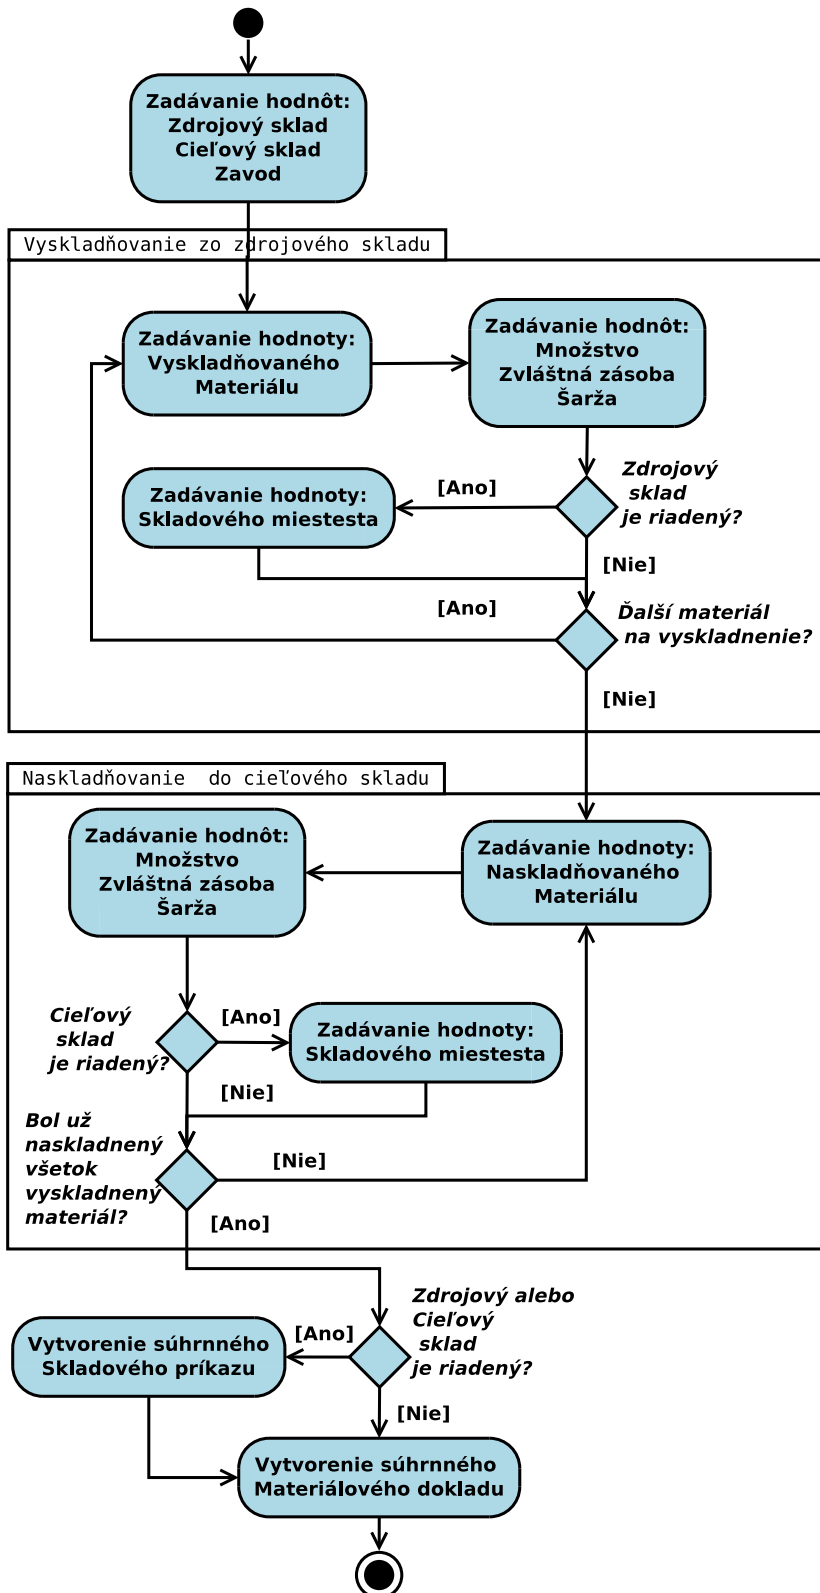 Zadávanie hodnôt:
Zdrojový sklad
Cieľový sklad
Zavod
Vyskladňovanie zo zdrojového skladu
Zadávanie hodnoty:
Vyskladňovaného
Materiálu
Zadávanie hodnôt:
Množstvo
Zvláštná zásoba
Šarža
Zdrojový
sklad
je riadený?
[Ano]
Zadávanie hodnoty:
Skladového miestesta
[Nie]
[Ano]
Ďalší materiál
na vyskladnenie?
[Nie]
Naskladňovanie  do cieľového skladu
Zadávanie hodnôt:
Množstvo
Zvláštná zásoba
Šarža
Zadávanie hodnoty:
Naskladňovaného
Materiálu
Cieľový
sklad
je riadený?
[Ano]
Zadávanie hodnoty:
Skladového miestesta
[Nie]
Bol už
naskladnený
všetok
vyskladnený
materiál?
[Nie]
[Ano]
Zdrojový alebo
Cieľový
sklad
je riadený?
[Ano]
Vytvorenie súhrnného
Skladového príkazu
[Nie]
Vytvorenie súhrnného
Materiálového dokladu